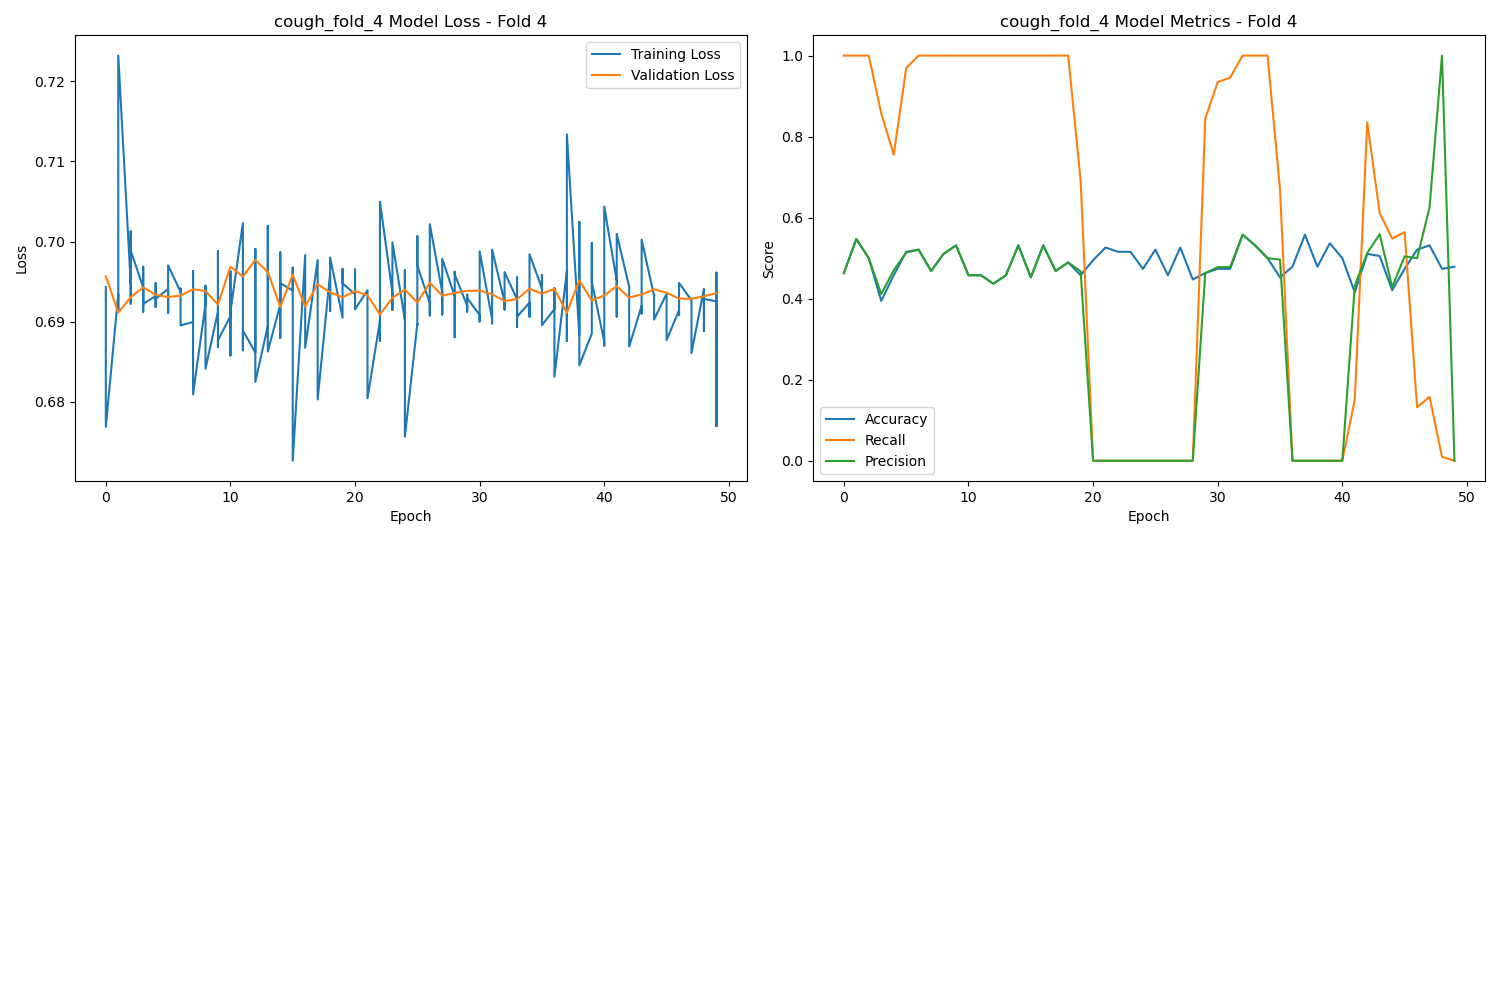 cough_fold_4 Model Loss - Fold 4
Loss
0.72
0.71
0.70
0.69
0.68
Training Loss
Validation Loss
0 10 20 30 40 50
Epoch
cough_fold_4 Model Metrics - Fold 4
Score
1.0
0.8
0.6
0.4
0.2
0.0
Accuracy
Recall
Precision
0 10 20 30 40 50
Epoch